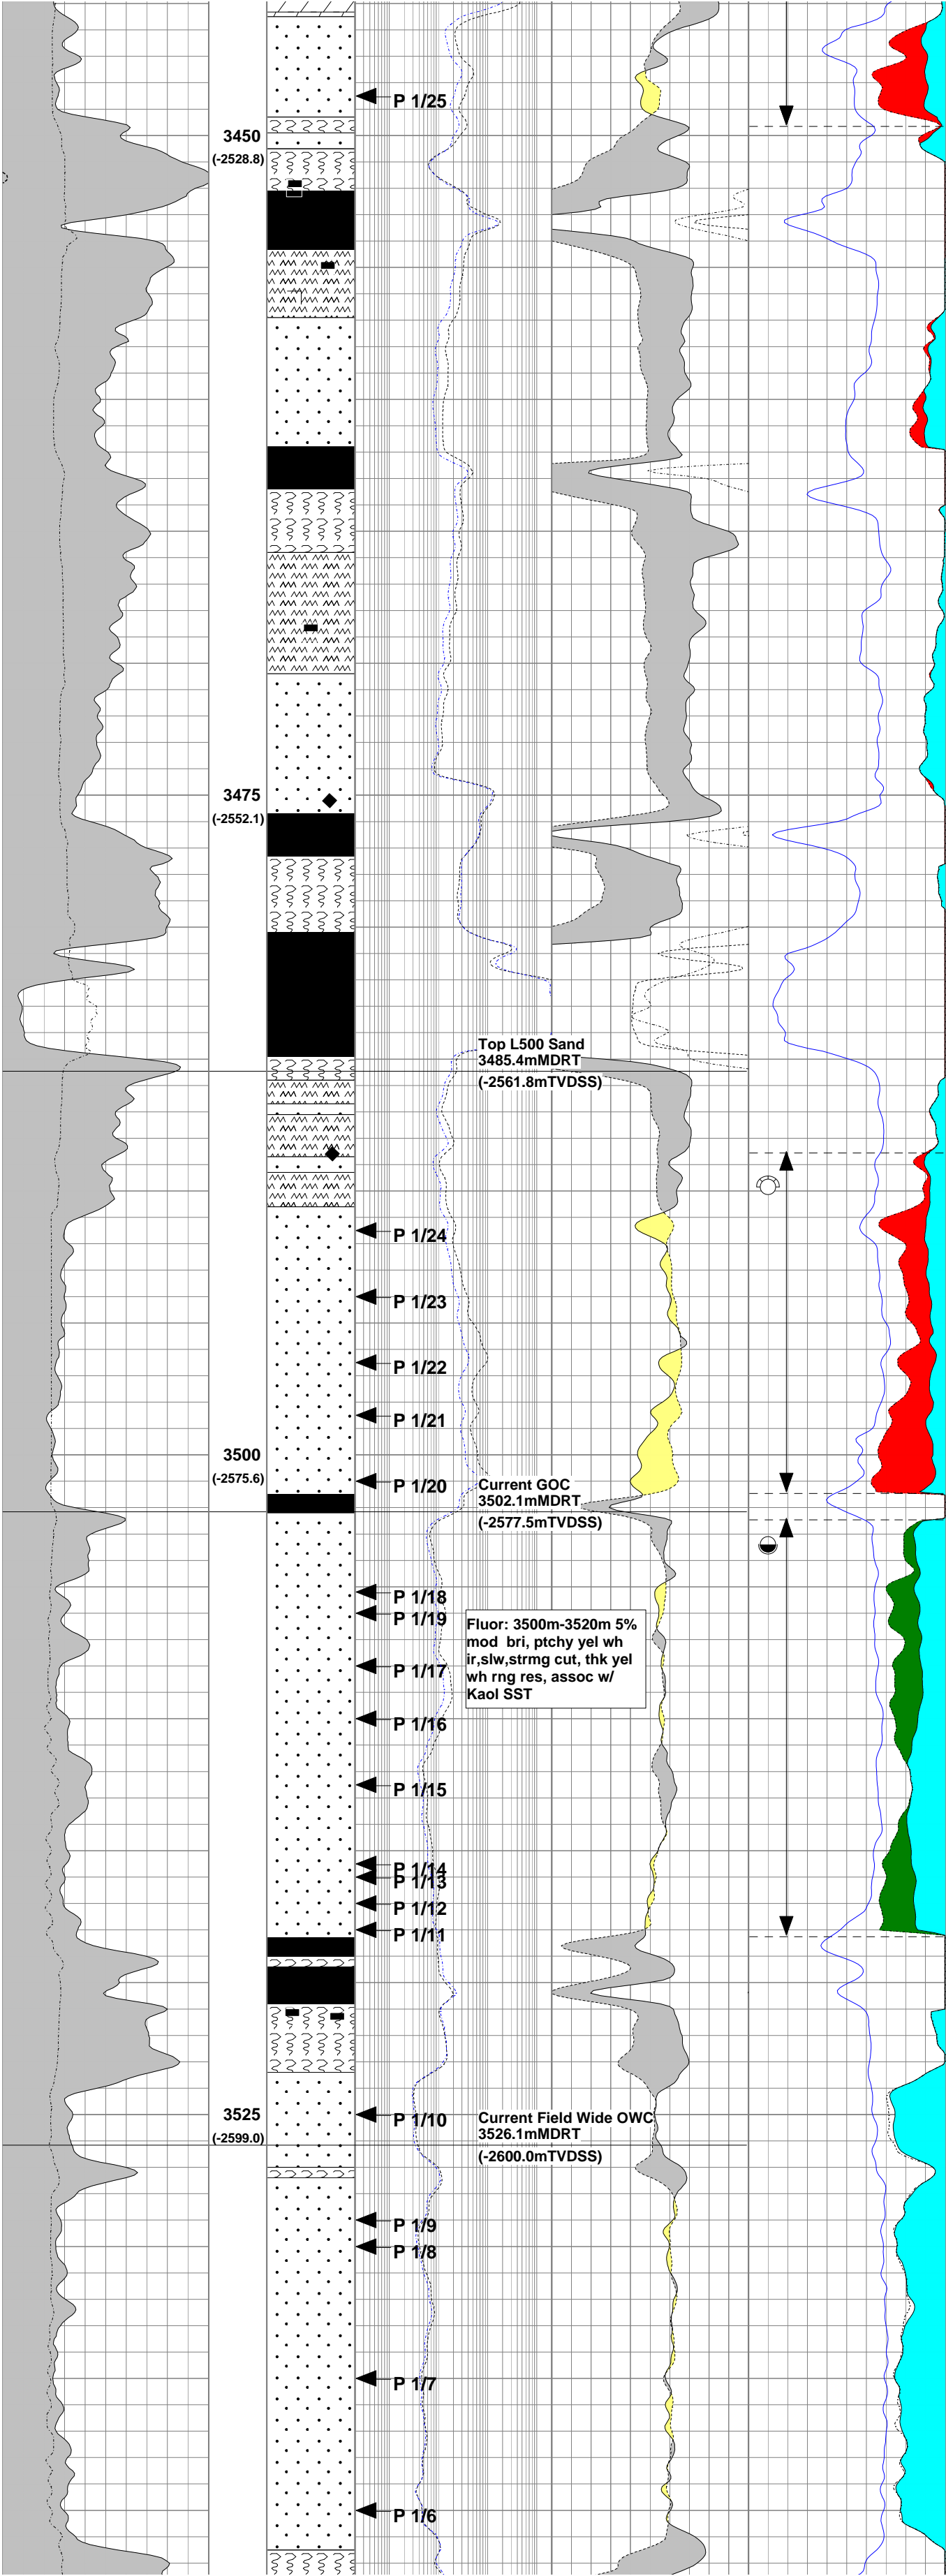 P 1/25
3450
(-2528.8)
3475
(-2552.1)
Top L500 Sand
3485.4mMDRT
(-2561.8mTVDSS)
P 1/24
P 1/23
P 1/22
P 1/21
3500
(-2575.6)
P 1/20
Current GOC
3502.1mMDRT
(-2577.5mTVDSS)
P 1/18
P 1/19
Fluor: 3500m-3520m 5%
mod bri, ptchy yel wh
ir,slw,strmg cut, thk yel
wh rng res, assoc w/
Kaol SST
P 1/17
P 1/16
P 1/15
P 1/14
P 1/13
P 1/12
P 1/11
3525
(-2599.0)
P 1/10
Current Field Wide OWC
3526.1mMDRT
(-2600.0mTVDSS)
P 1/9
P 1/8
P 1/7
P 1/6